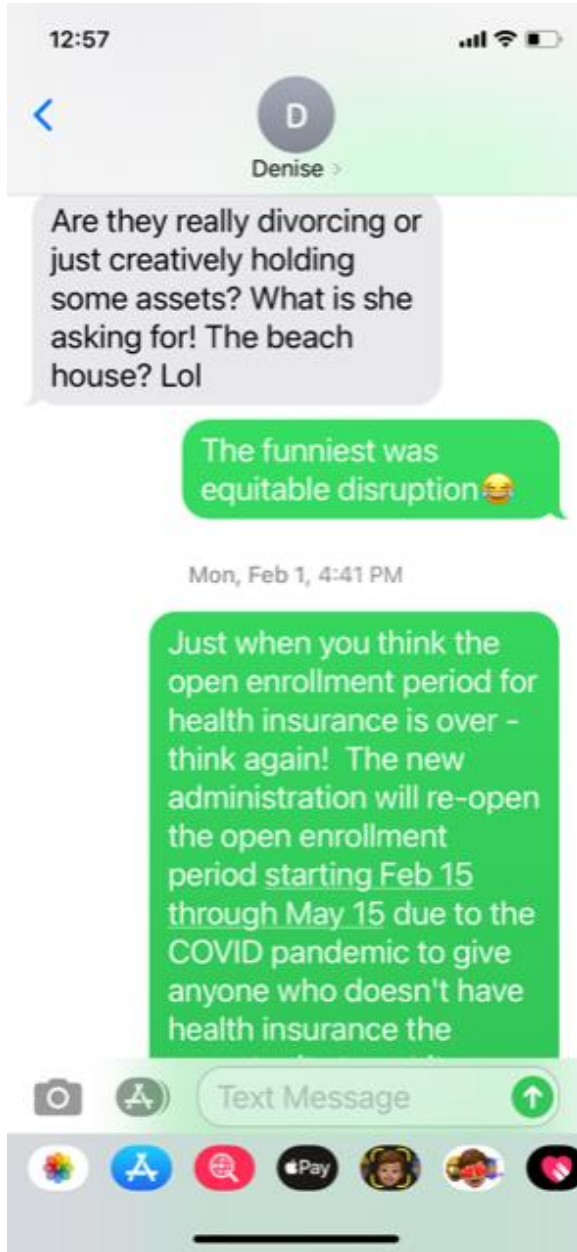 12:57
D
Denise
Are they really divorcing or
just creatively holding
some assets? What is she
asking for! The beach
house? Lol
The funniest was
equitable disruption😂
Mon, Feb 1, 4:41 PM
Just when you think the
open enrollment period for
health insurance is over -
think again!  The new
administration will re-open
the open enrollment
period starting Feb 15
through May 15 due to the
COVID pandemic to give
anyone who doesn't have
health insurance the
Text Message
Pay